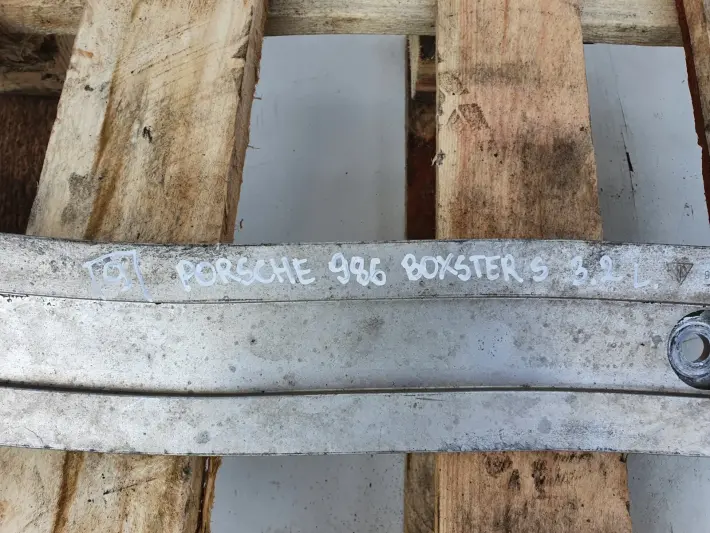 PORSCHE 986 BOXSTER S 3.2 L.